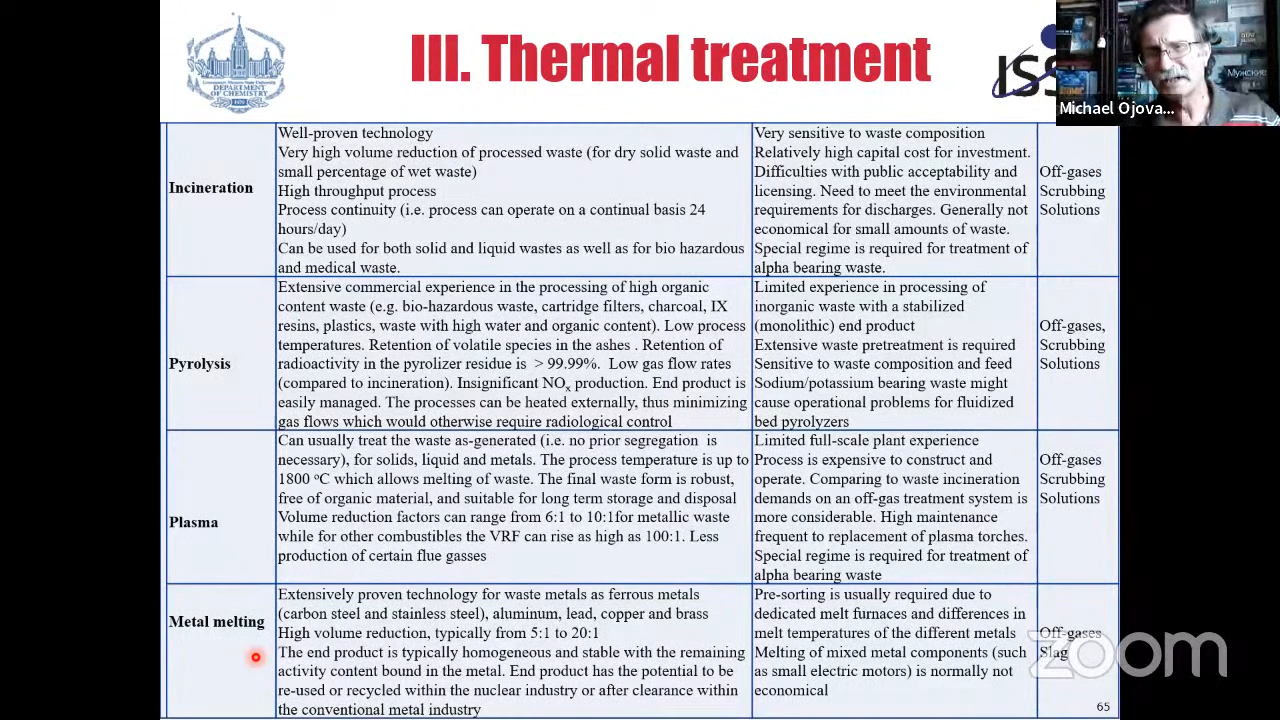 III. Thermal treatment
DEPARTMENT
OF CHEMISTRY
Мужские
Michael Ojova...
Incineration
Well-proven technology
Very high volume reduction of processed waste (for dry solid waste and
small percentage of wet waste)
High throughput process
Process continuity (i.e. process can operate on a continual basis 24
hours/day)
Can be used for both solid and liquid wastes as well as for bio hazardous
and medical waste.
Very sensitive to waste composition
Relatively high capital cost for investment.
Difficulties with public acceptability and
licensing. Need to meet the environmental
requirements for discharges. Generally not
economical for small amounts of waste.
Special regime is required for treatment of
alpha bearing waste.
Off-gases
Scrubbing
Solutions
Pyrolysis
Extensive commercial experience in the processing of high organic
content waste (e.g. bio-hazardous waste, cartridge filters, charcoal, IX
resins, plastics, waste with high water and organic content). Low process
temperatures. Retention of volatile species in the ashes . Retention of
radioactivity in the pyrolizer residue is > 99.99%. Low gas flow rates
(compared to incineration). Insignificant NOx production. End product is
easily managed. The processes can be heated externally, thus minimizing
gas flows which would otherwise require radiological control
Limited experience in processing of
inorganic waste with a stabilized
(monolithic) end product
Extensive waste pretreatment is required
Sensitive to waste composition and feed
Sodium/potassium bearing waste might
cause operational problems for fluidized
bed pyrolyzers
Off-gases,
Scrubbing
Solutions
Plasma
Can usually treat the waste as-generated (i.e. no prior segregation is
necessary), for solids, liquid and metals. The process temperature is up to
1800 °C which allows melting of waste. The final waste form is robust,
free of organic material, and suitable for long term storage and disposal
Volume reduction factors can range from 6:1 to 10:1for metallic waste
while for other combustibles the VRF can rise as high as 100:1. Less
production of certain flue gasses
Limited full-scale plant experience
Process is expensive to construct and
operate. Comparing to waste incineration
demands on an off-gas treatment system is
more considerable. High maintenance
frequent to replacement of plasma torches.
Special regime is required for treatment of
alpha bearing waste
Off-gases
Scrubbing
Solutions
Metal melting
Extensively proven technology for waste metals as ferrous metals
(carbon steel and stainless steel), aluminum, lead, copper and brass
High volume reduction, typically from 5:1 to 20:1
The end product is typically homogeneous and stable with the remaining
activity content bound in the metal. End product has the potential to be
re-used or recycled within the nuclear industry or after clearance within
the conventional metal industry
Pre-sorting is usually required due to
dedicated melt furnaces and differences in
melt temperatures of the different metals
Melting of mixed metal components (such
as small electric motors) is normally not
economical
Off-gases
Slag
zoom
65